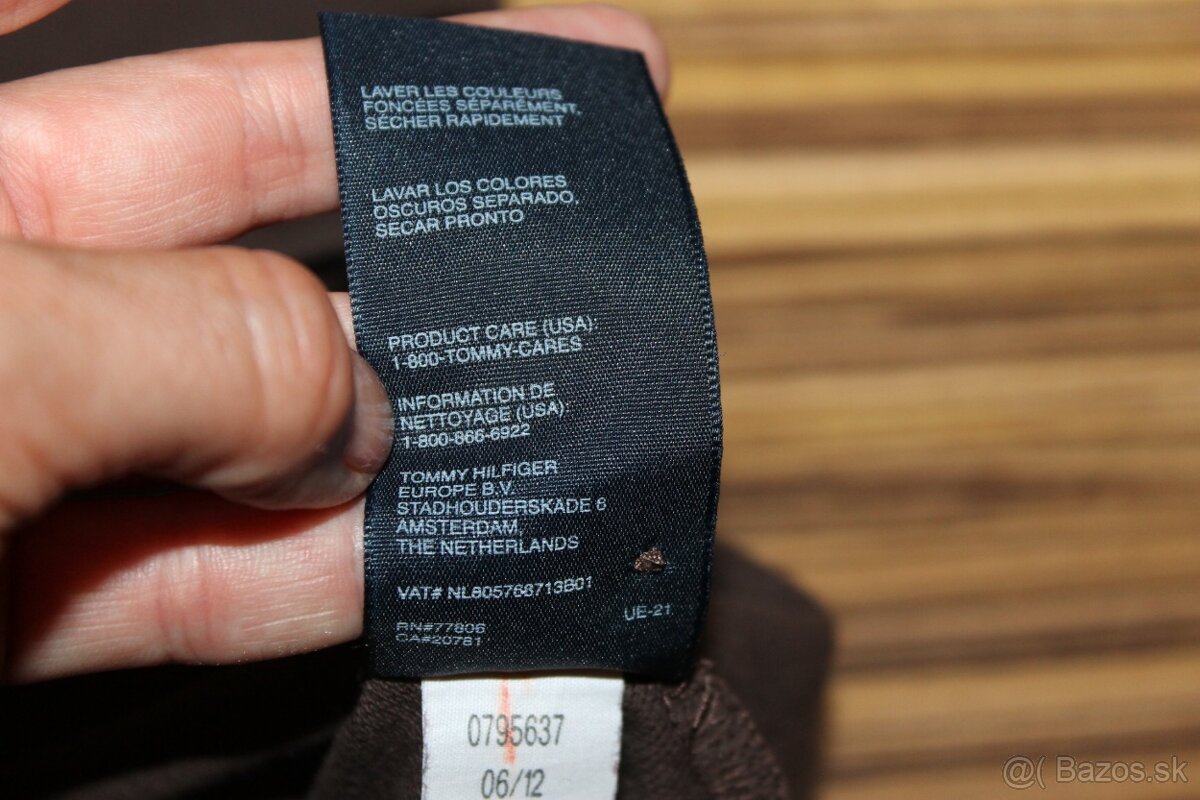 LAVER LES COULEURS
FONCÉES SÉPARÉMENT,
SÉCHER RAPIDEMENT
LAVAR LOS COLORES
OSCUROS SEPARADO,
SECAR PRONTO
PRODUCT CARE (USA):
1-800-TOMMY-CARES
INFORMATION DE
NETTOYAGE (USA)
1-800-866-6922
TOMMY HILFIGER
EUROPE B.V.
STADHOUDERSKADE 6
AMSTERDAM,
THE NETHERLANDS
VAT# NL805768713B01
UE-21
RN#77806
CA#20781
0795637
06/12
@( Bazos.sk